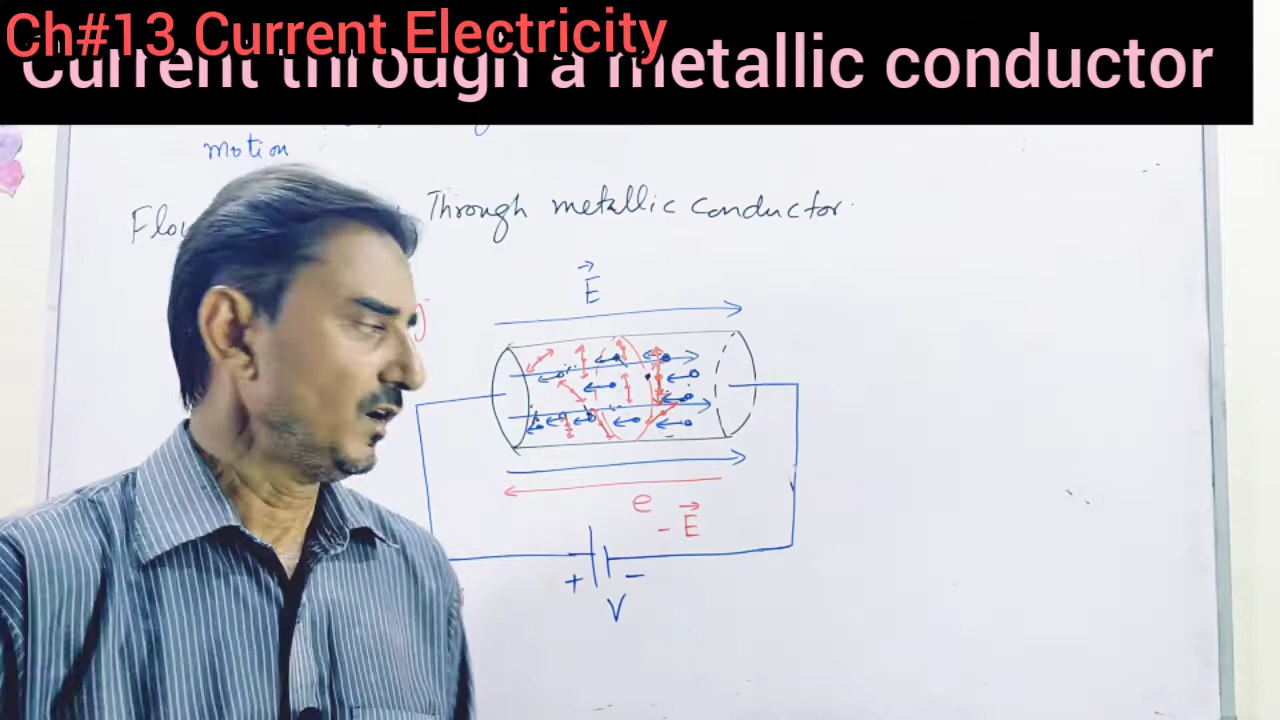 Ch#13 Current Electricity
Current through a metallic conductor
motion
Through metallic conductor.
E
e
- E
+ -
V